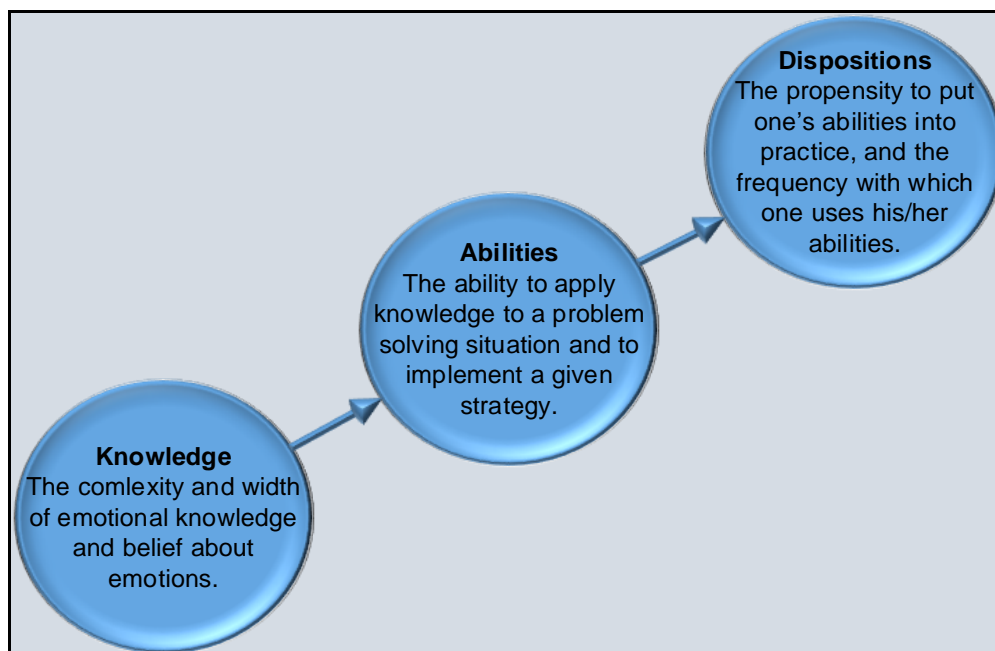 Dispositions
The propensity to put
one’s abilities into
practice, and the
frequency with which
one uses his/her
abilities.
Abilities
The ability to apply
knowledge to a problem
solving situation and to
implement a given
strategy.
Knowledge
The comlexity and width
of emotional knowledge
and belief about
emotions.